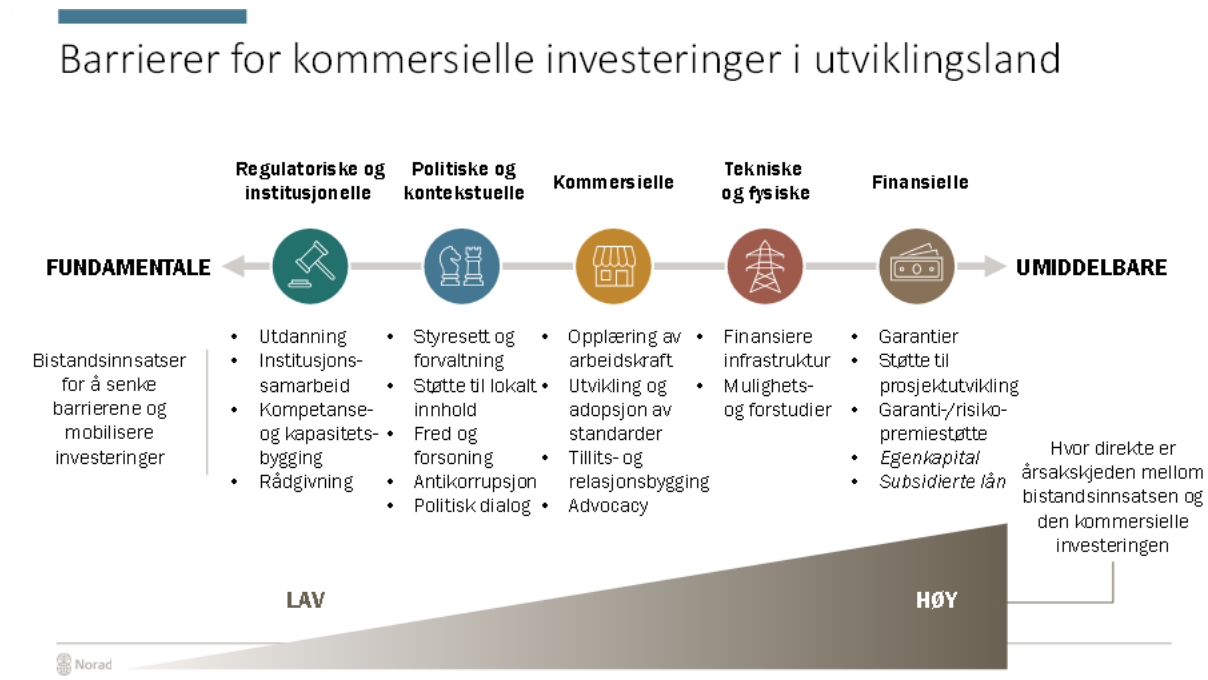 Barrierer for kommersielle investeringer i utviklingsland
Regulatoriske og
institusjonelle
Politiske og
kontekstuelle
Kommersielle
Tekniske
og fysiske
Finansielle
FUNDAMENTALE
UMIDDELBARE
Bistandsinnsatser
for å senke
barrierene og
mobilisere
investeringer
• Utdanning
• Institusjons-
samarbeid
• Kompetanse-
og kapasitets-
bygging
• Rådgivning
• Styresett og
forvaltning
• Støtte til lokalt
innhold
• Fred og
forsoning
• Antikorrupsjon
• Politisk dialog
• Opplæring av
arbeidskraft
• Utvikling og
adopsjon av
standarder
• Tillits- og
relasjonsbygging
• Advocacy
• Finansiere
infrastruktur
• Mulighets-
og forstudier
• Garantier
• Støtte til
prosjektutvikling
• Garanti-/risiko-
premiestøtte
• Egenkapital
• Subsidierte lån
Hvor direkte er
årsakskjeden mellom
bistandsinnsatsen og
den kommersielle
investeringen
LAV
HØY
Norad